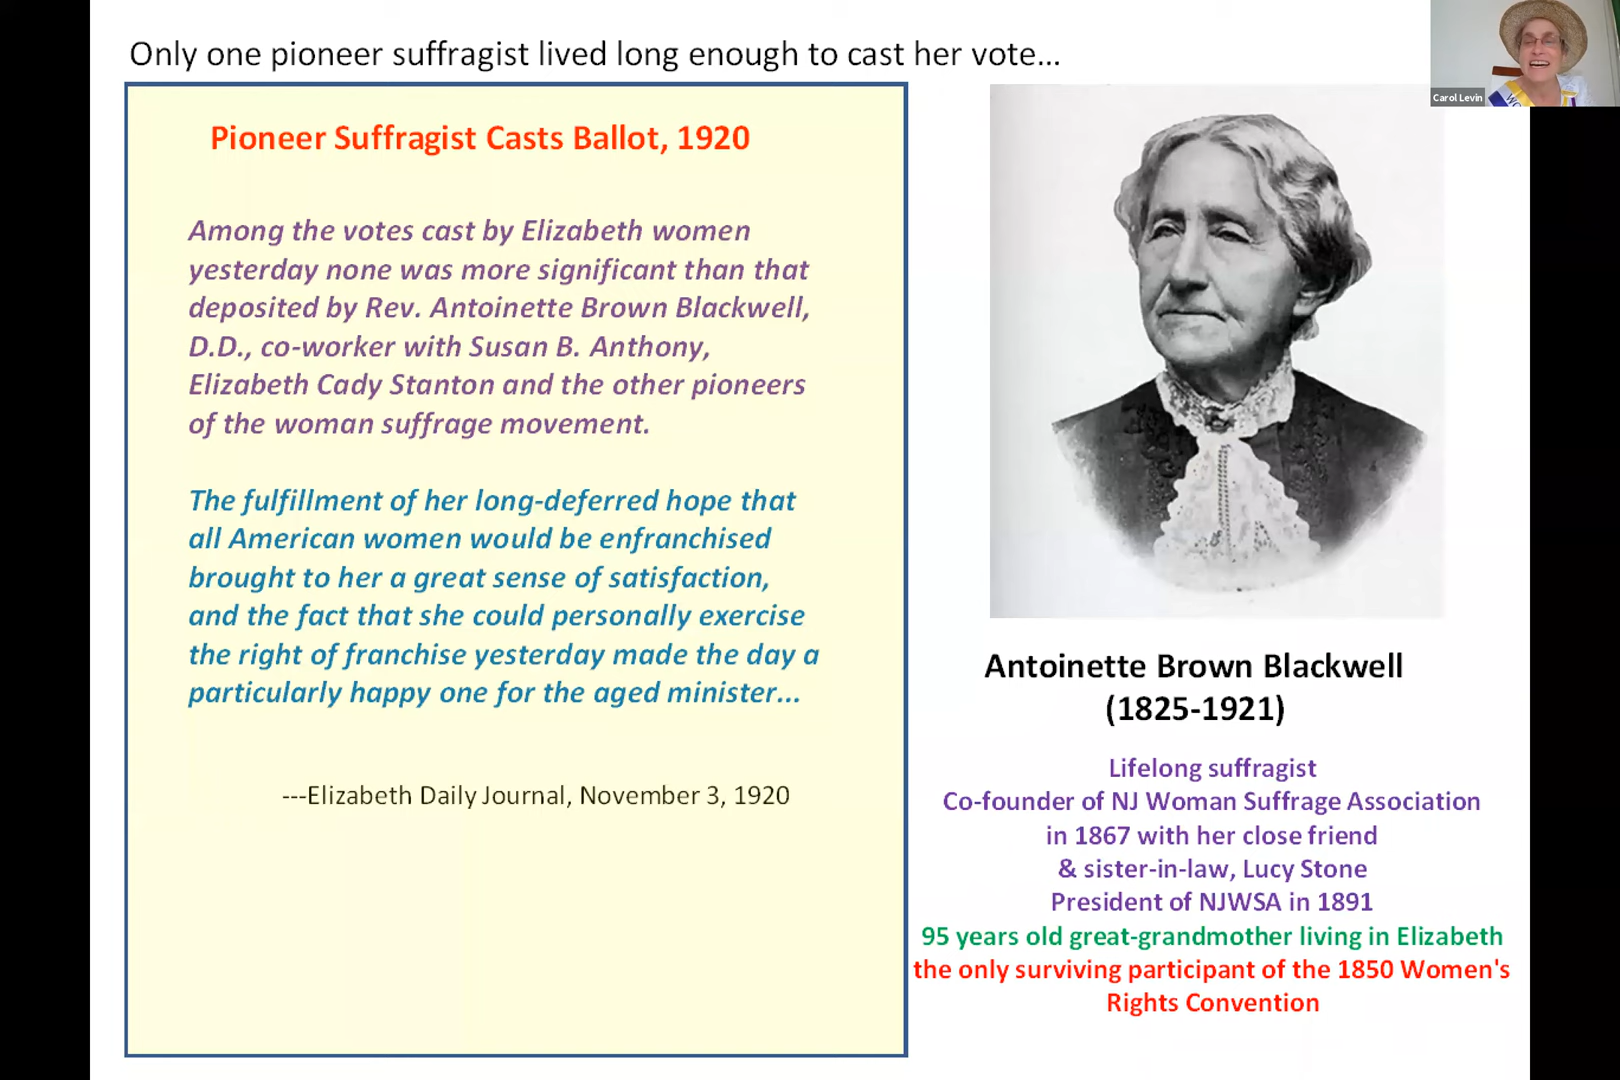 Only one pioneer suffragist lived long enough to cast her vote...
Carol Levin
Pioneer Suffragist Casts Ballot, 1920
Among the votes cast by Elizabeth women
yesterday none was more significant than that
deposited by Rev. Antoinette Brown Blackwell,
D.D., co-worker with Susan B. Anthony,
Elizabeth Cady Stanton and the other pioneers
of the woman suffrage movement.
The fulfillment of her long-deferred hope that
all American women would be enfranchised
brought to her a great sense of satisfaction,
and the fact that she could personally exercise
the right of franchise yesterday made the day a
particularly happy one for the aged minister...
---Elizabeth Daily Journal, November 3, 1920
Antoinette Brown Blackwell
(1825-1921)
Lifelong suffragist
Co-founder of NJ Woman Suffrage Association
in 1867 with her close friend
& sister-in-law, Lucy Stone
President of NJWSA in 1891
95 years old great-grandmother living in Elizabeth
the only surviving participant of the 1850 Women's
Rights Convention